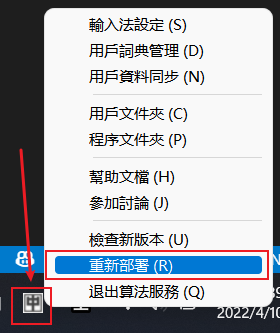 輸入法設定 (S)
用戶詞典管理 (D)
用戶資料同步 (N)
用戶文件夾 (C)
程序文件夾 (P)
幫助文檔 (H)
參加討論 (J)
檢查新版本 (U)
重新部署 (R)
退出算法服務 (Q)
中
2022/4/10